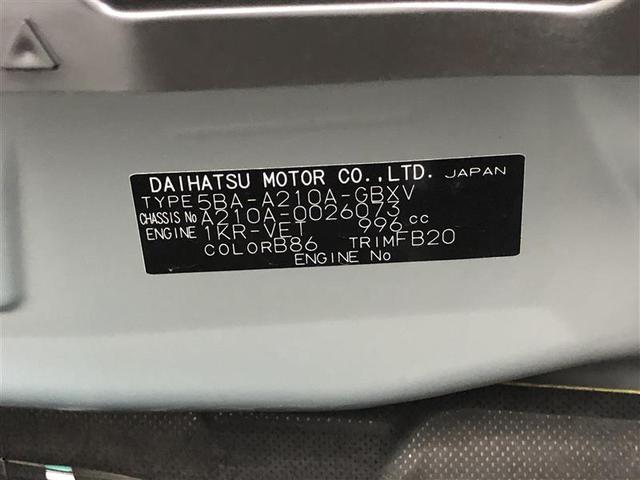 DAIHATSU MOTOR CO.,LTD. JAPAN
TYPE 5BA-A210A-GBXV
CHASSIS No A210A-0026073
ENGINE 1KR-VET 996 cc
COLOR B86 TRIM FB20
ENGINE No